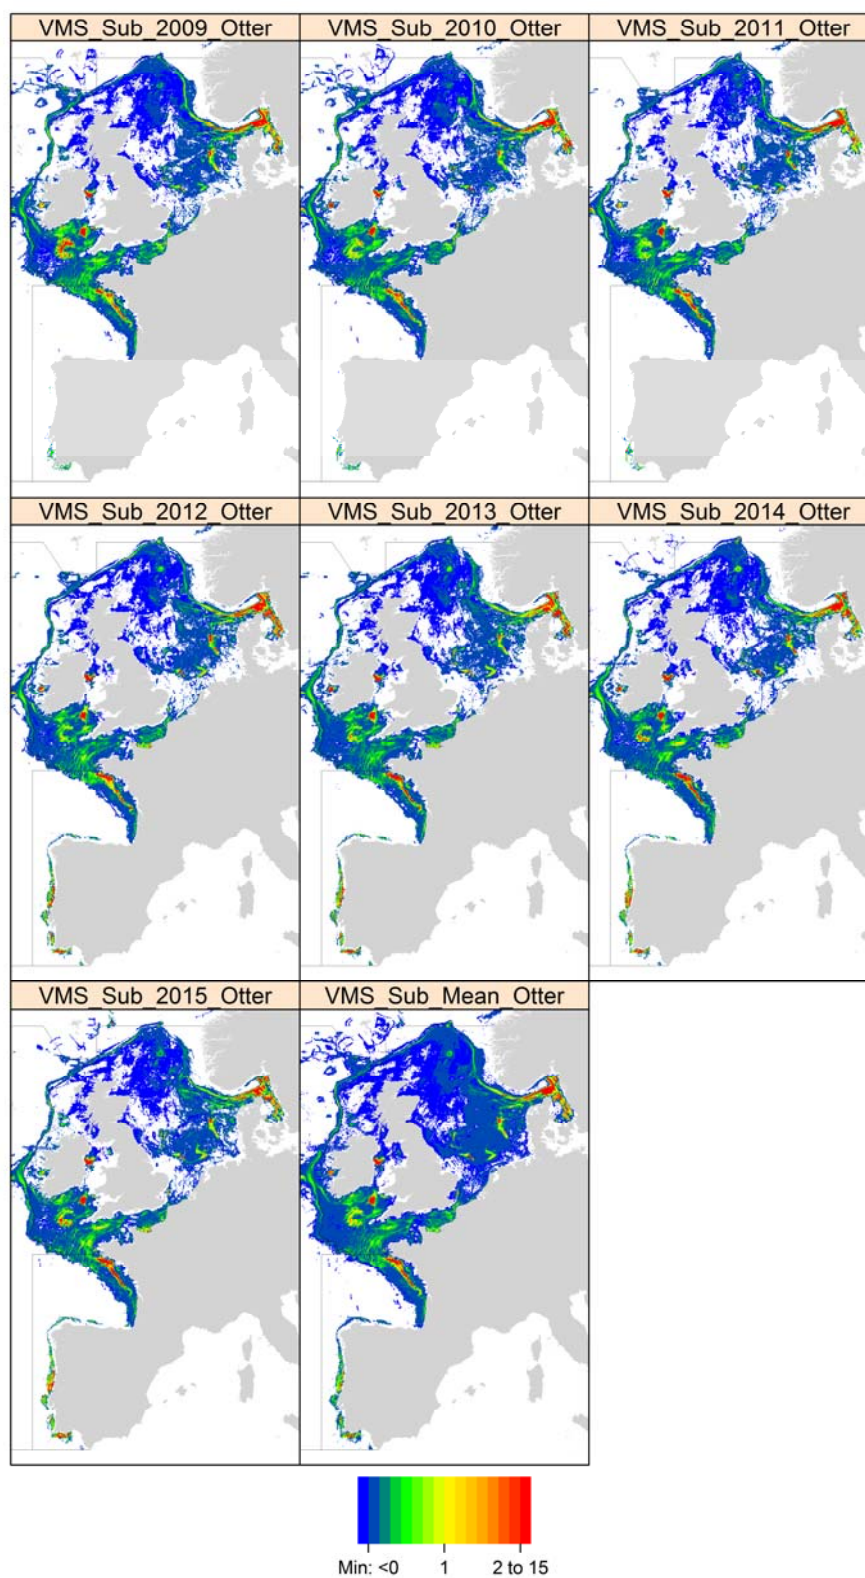 VMS_Sub_2009_Otter VMS_Sub_2010_Otter VMS_Sub_2011_Otter
VMS_Sub_2012_Otter VMS_Sub_2013_Otter VMS_Sub_2014_Otter
VMS_Sub_2015_Otter VMS_Sub_Mean_Otter
Min: <0 1 2 to 15